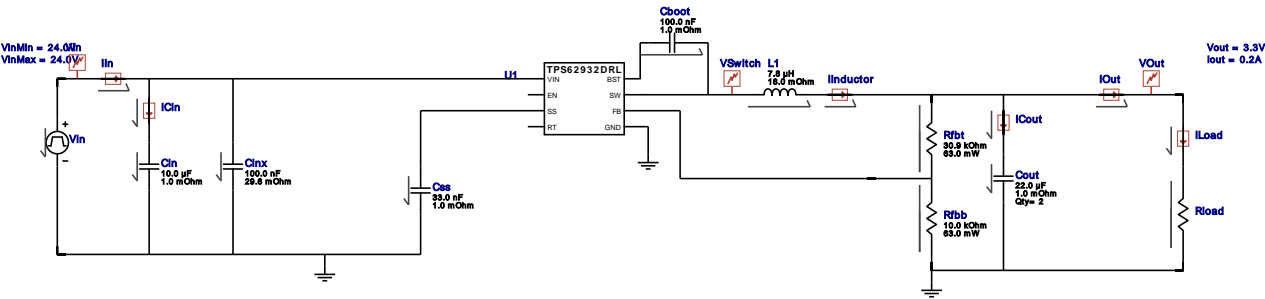 Cboot
100.0 nF
1.0 mOhm
VinMin = 24.0V
VinMax = 24.0V
Vin
Iin
U1
TPS62932DRL
VIN
BST
EN
SW
SS
FB
RT
GND
VSwitch
L1
7.8 µH
16.0 mOhm
IInductor
IOut
VOut
Vout = 3.3V
Iout = 0.2A
ICin
+
Vin
−
Cin
10.0 µF
1.0 mOhm
Cinx
100.0 nF
29.6 mOhm
Css
33.0 nF
1.0 mOhm
Rfbt
30.9 kOhm
63.0 mW
ICout
Cout
22.0 µF
1.0 mOhm
Qty= 2
Rfbb
10.0 kOhm
63.0 mW
ILoad
Rload